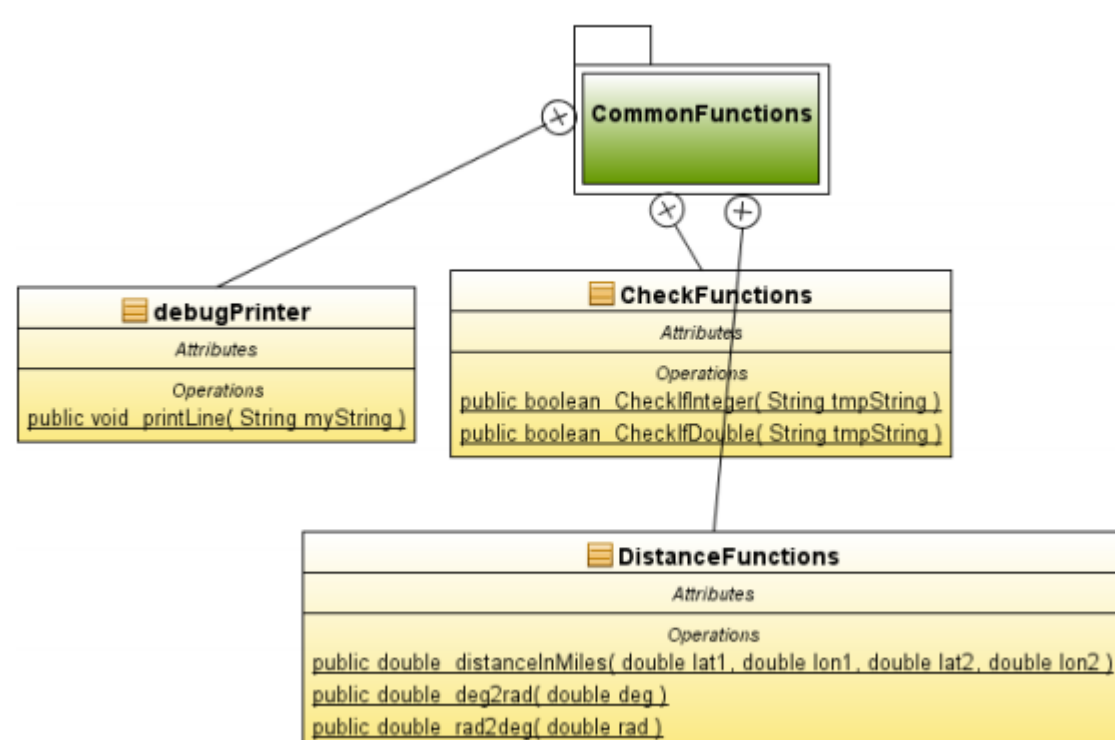 CommonFunctions
debugPrinter
Attributes
Operations
public void printLine( String myString )
CheckFunctions
Attributes
Operations
public boolean CheckIfInteger( String tmpString )
public boolean CheckIfDouble( String tmpString )
DistanceFunctions
Attributes
Operations
public double distanceInMiles( double lat1, double lon1, double lat2, double lon2 )
public double deg2rad( double deg )
public double rad2deg( double rad )